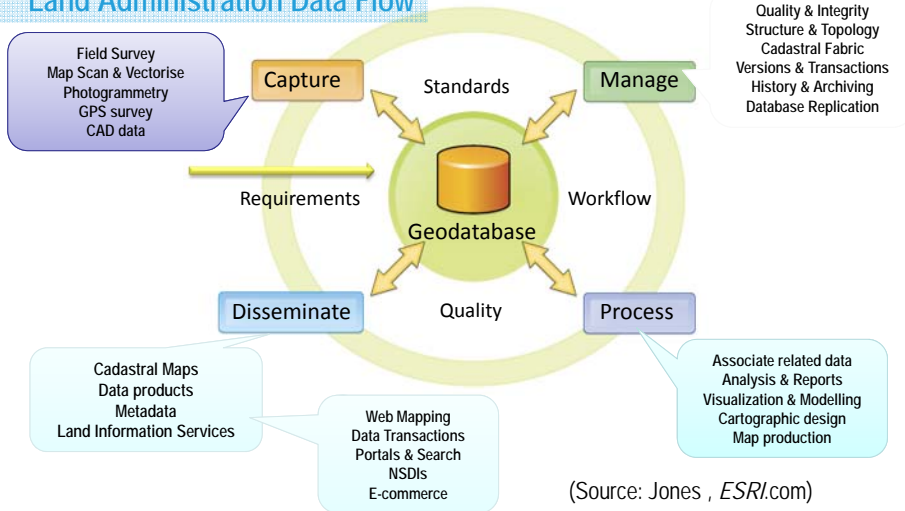 Land Administration Data Flow
Field Survey
Map Scan & Vectorise
Photogrammetry
GPS survey
CAD data
Capture
Standards
Manage
Quality & Integrity
Structure & Topology
Cadastral Fabric
Versions & Transactions
History & Archiving
Database Replication
Requirements
Geodatabase
Workflow
Disseminate
Quality
Process
Cadastral Maps
Data products
Metadata
Land Information Services
Web Mapping
Data Transactions
Portals & Search
NSDIs
E-commerce
Associate related data
Analysis & Reports
Visualization & Modelling
Cartographic design
Map production
(Source: Jones , ESRI.com)